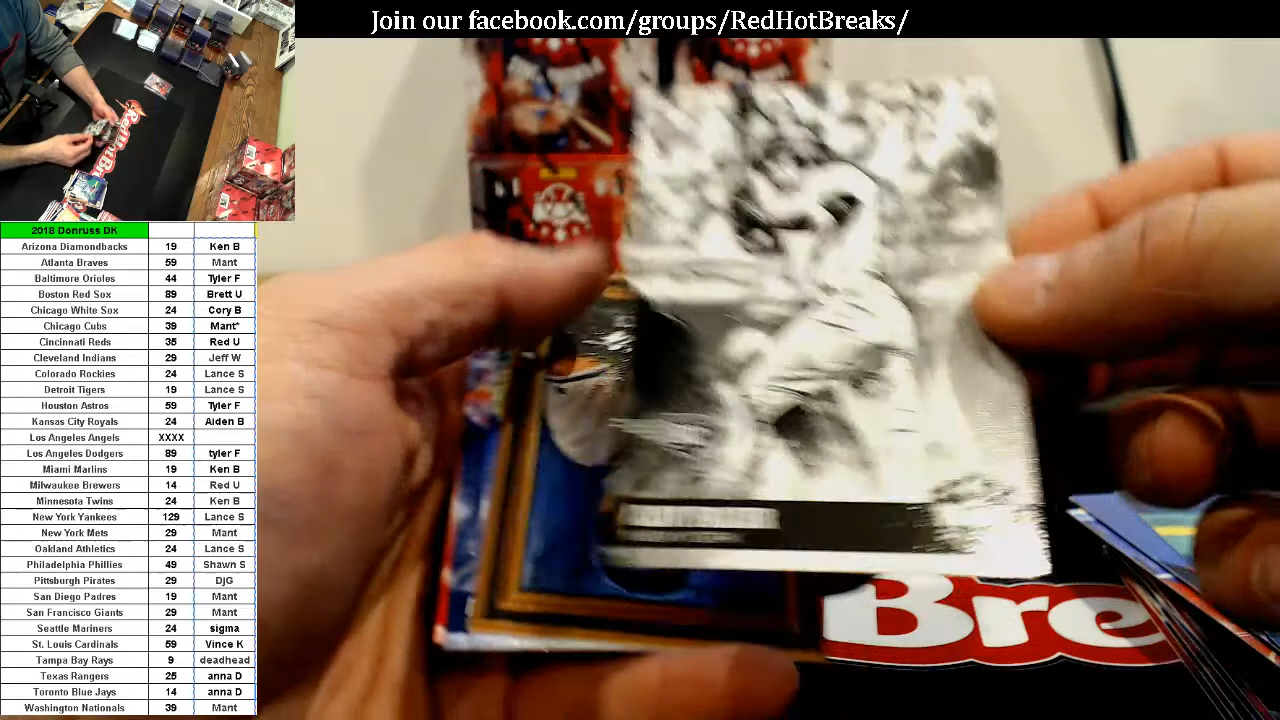 Join our facebook.com/groups/RedHotBreaks/
2018 Donruss DK
Arizona Diamondbacks 19 Ken B
Atlanta Braves 59 Mant
Baltimore Orioles 44 Tyler F
Boston Red Sox 89 Brett U
Chicago White Sox 24 Cory B
Chicago Cubs 39 Mant*
Cincinnati Reds 35 Red U
Cleveland Indians 29 Jeff W
Colorado Rockies 24 Lance S
Detroit Tigers 19 Lance S
Houston Astros 59 Tyler F
Kansas City Royals 24 Aiden B
Los Angeles Angels XXXX
Los Angeles Dodgers 89 tyler F
Miami Marlins 19 Ken B
Milwaukee Brewers 14 Red U
Minnesota Twins 24 Ken B
New York Yankees 129 Lance S
New York Mets 29 Mant
Oakland Athletics 24 Lance S
Philadelphia Phillies 49 Shawn S
Pittsburgh Pirates 29 DjG
San Diego Padres 19 Mant
San Francisco Giants 29 Mant
Seattle Mariners 24 sigma
St. Louis Cardinals 59 Vince K
Tampa Bay Rays 9 deadhead
Texas Rangers 25 anna D
Toronto Blue Jays 14 anna D
Washington Nationals 39 Mant
Bre